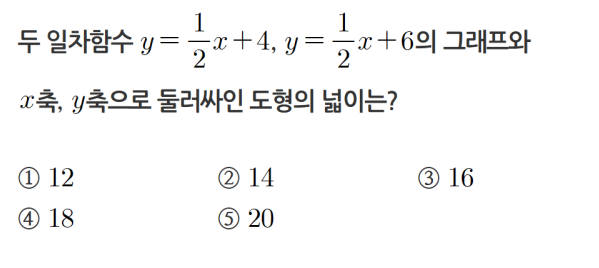 두 일차함수 y = \frac{1}{2}x+4, y = \frac{1}{2}x+6의 그래프와
x축, y축으로 둘러싸인 도형의 넓이는?
① 12 ② 14 ③ 16
④ 18 ⑤ 20